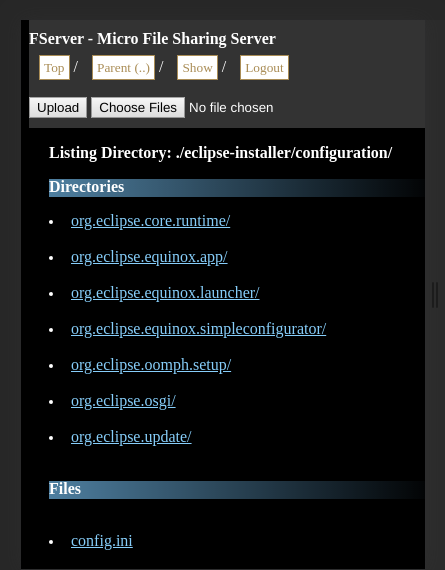 FServer - Micro File Sharing Server
Top / Parent (..) / Show / Logout
Upload Choose Files No file chosen
Listing Directory: ./eclipse-installer/configuration/
Directories
org.eclipse.core.runtime/
org.eclipse.equinox.app/
org.eclipse.equinox.launcher/
org.eclipse.equinox.simpleconfigurator/
org.eclipse.oomph.setup/
org.eclipse.osgi/
org.eclipse.update/
Files
config.ini